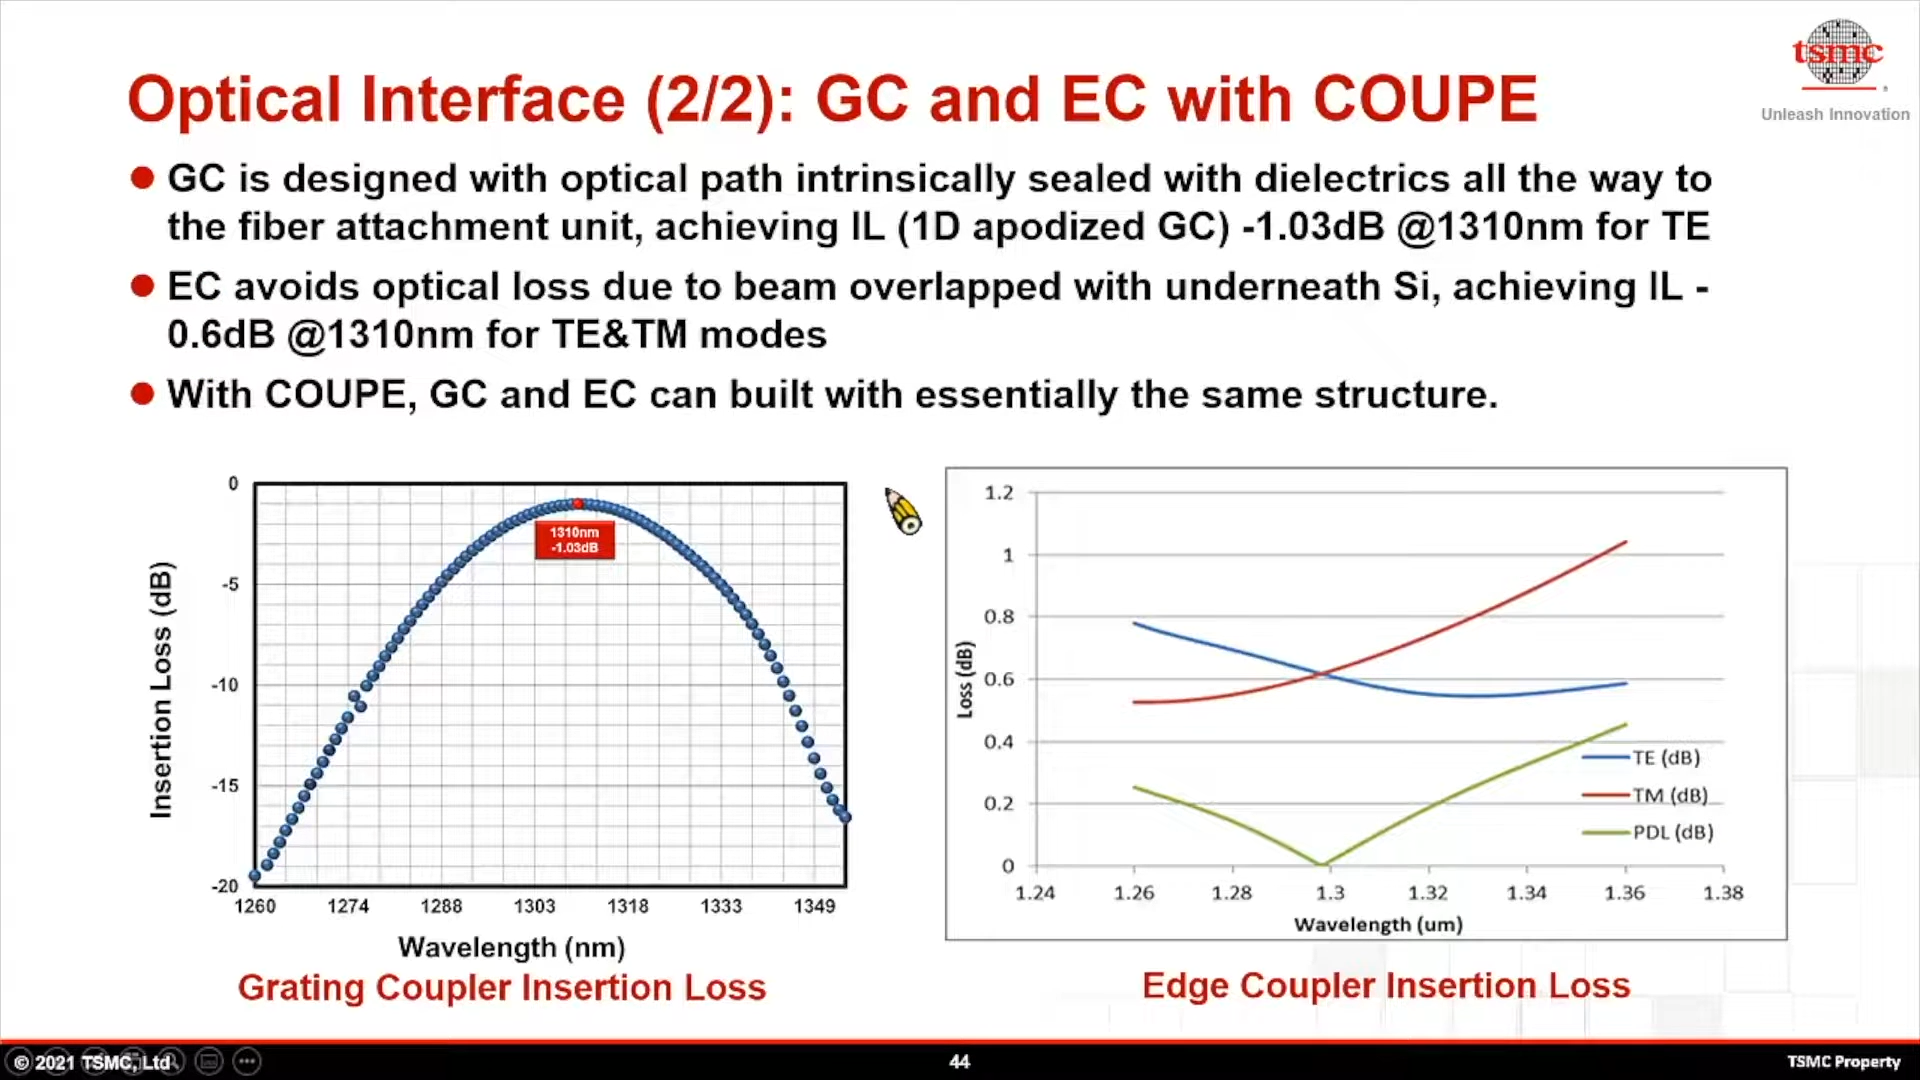 tsmc
Unleash Innovation
Optical Interface (2/2): GC and EC with COUPE
GC is designed with optical path intrinsically sealed with dielectrics all the way to
the fiber attachment unit, achieving IL (1D apodized GC) -1.03dB @1310nm for TE
EC avoids optical loss due to beam overlapped with underneath Si, achieving IL -
0.6dB @1310nm for TE&TM modes
With COUPE, GC and EC can built with essentially the same structure.
Insertion Loss (dB)
0
-5
-10
-15
-20
1310nm
-1.03dB
1260 1274 1288 1303 1318 1333 1349
Wavelength (nm)
Grating Coupler Insertion Loss
Loss (dB)
1.2
1
0.8
0.6
0.4
0.2
0
TE (dB)
TM (dB)
PDL (dB)
1.24 1.26 1.28 1.3 1.32 1.34 1.36 1.38
Wavelength (um)
Edge Coupler Insertion Loss
© 2021 TSMC, Ltd
44
TSMC Property